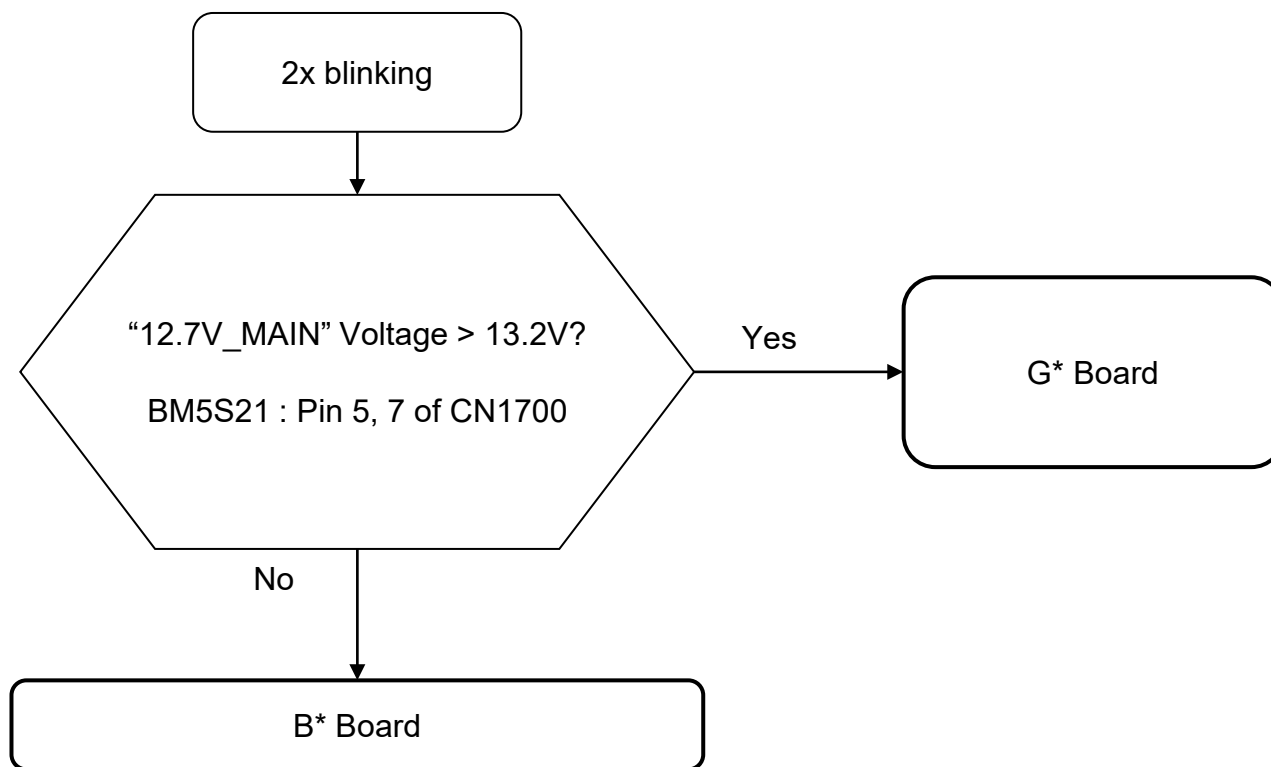 2x blinking
“12.7V_MAIN” Voltage > 13.2V?
BM5S21 : Pin 5, 7 of CN1700
Yes
G* Board
No
B* Board